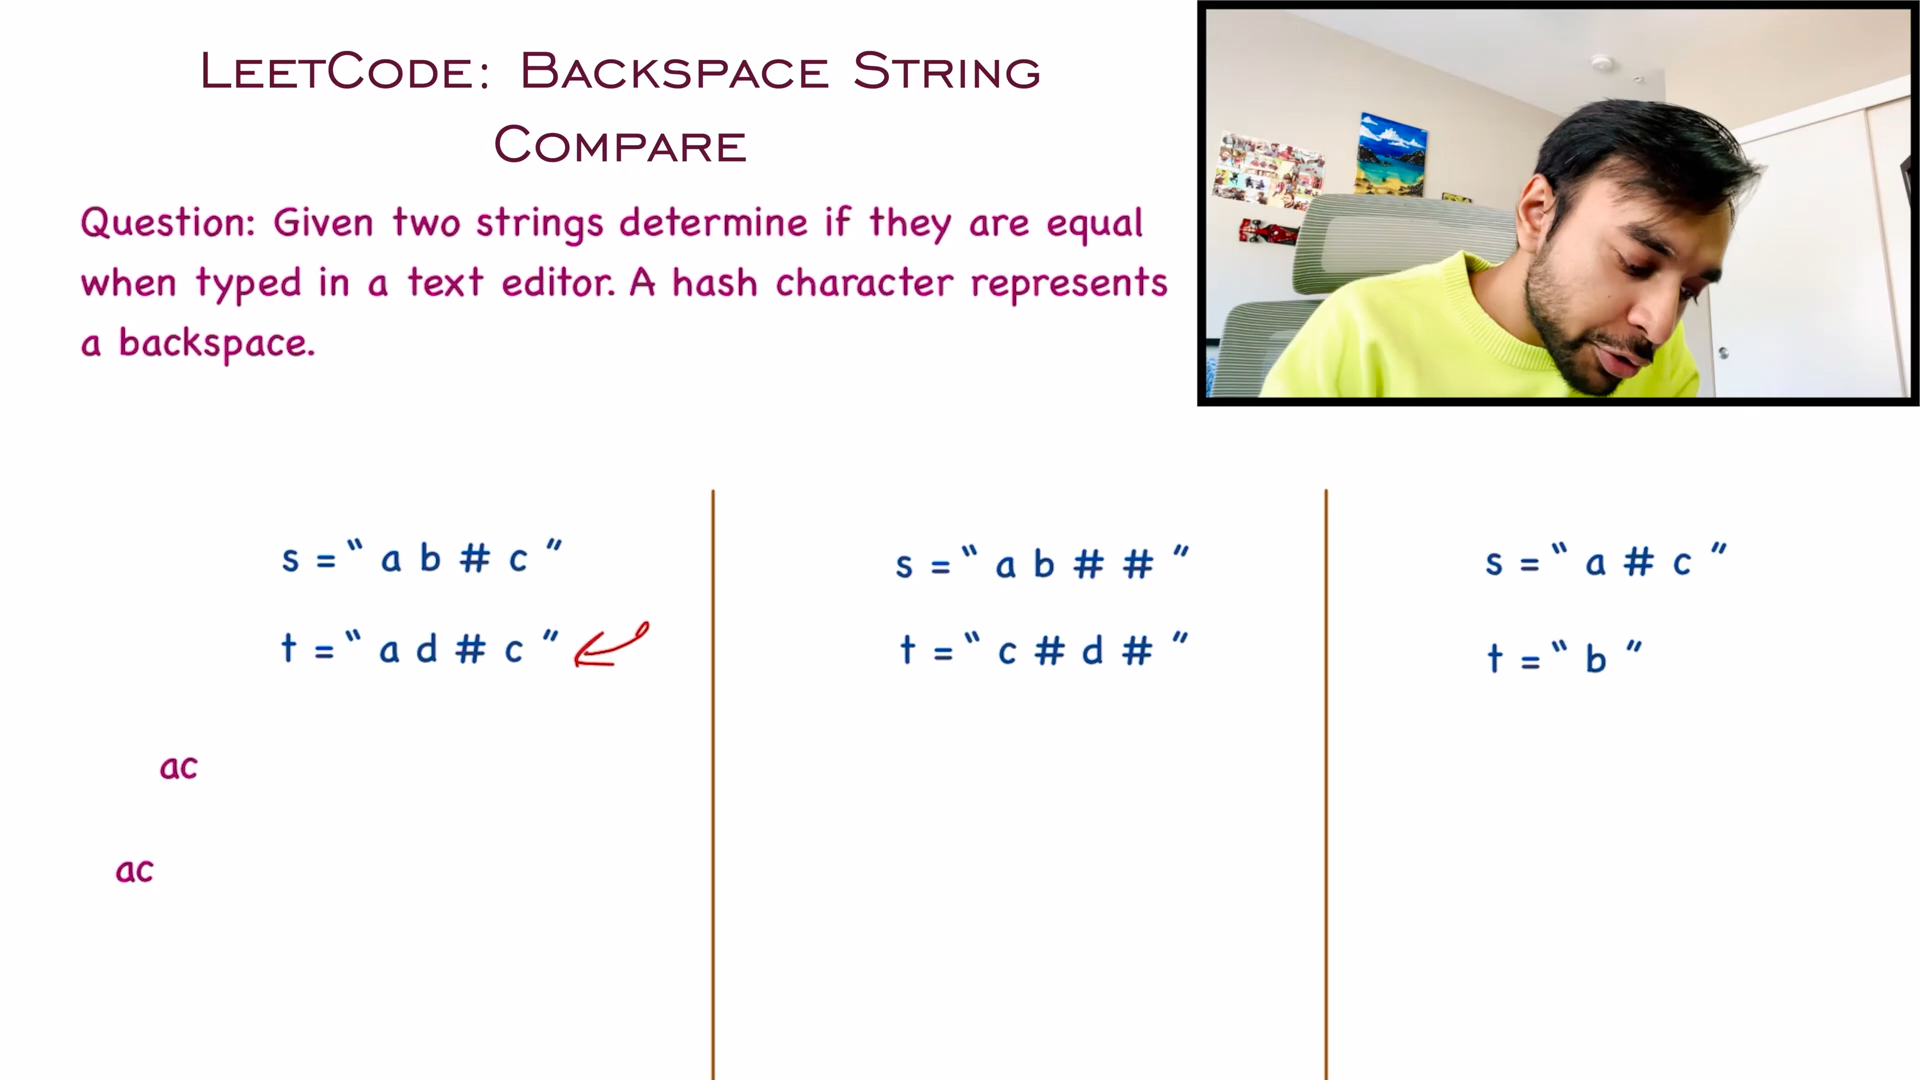 LeetCode: Backspace String
Compare
Question: Given two strings determine if they are equal
when typed in a text editor. A hash character represents
a backspace.
s = “ a b # c ”
t = “ a d # c ”
ac
ac
s = “ a b # # ”
t = “ c # d # ”
s = “ a # c ”
t = “ b ”